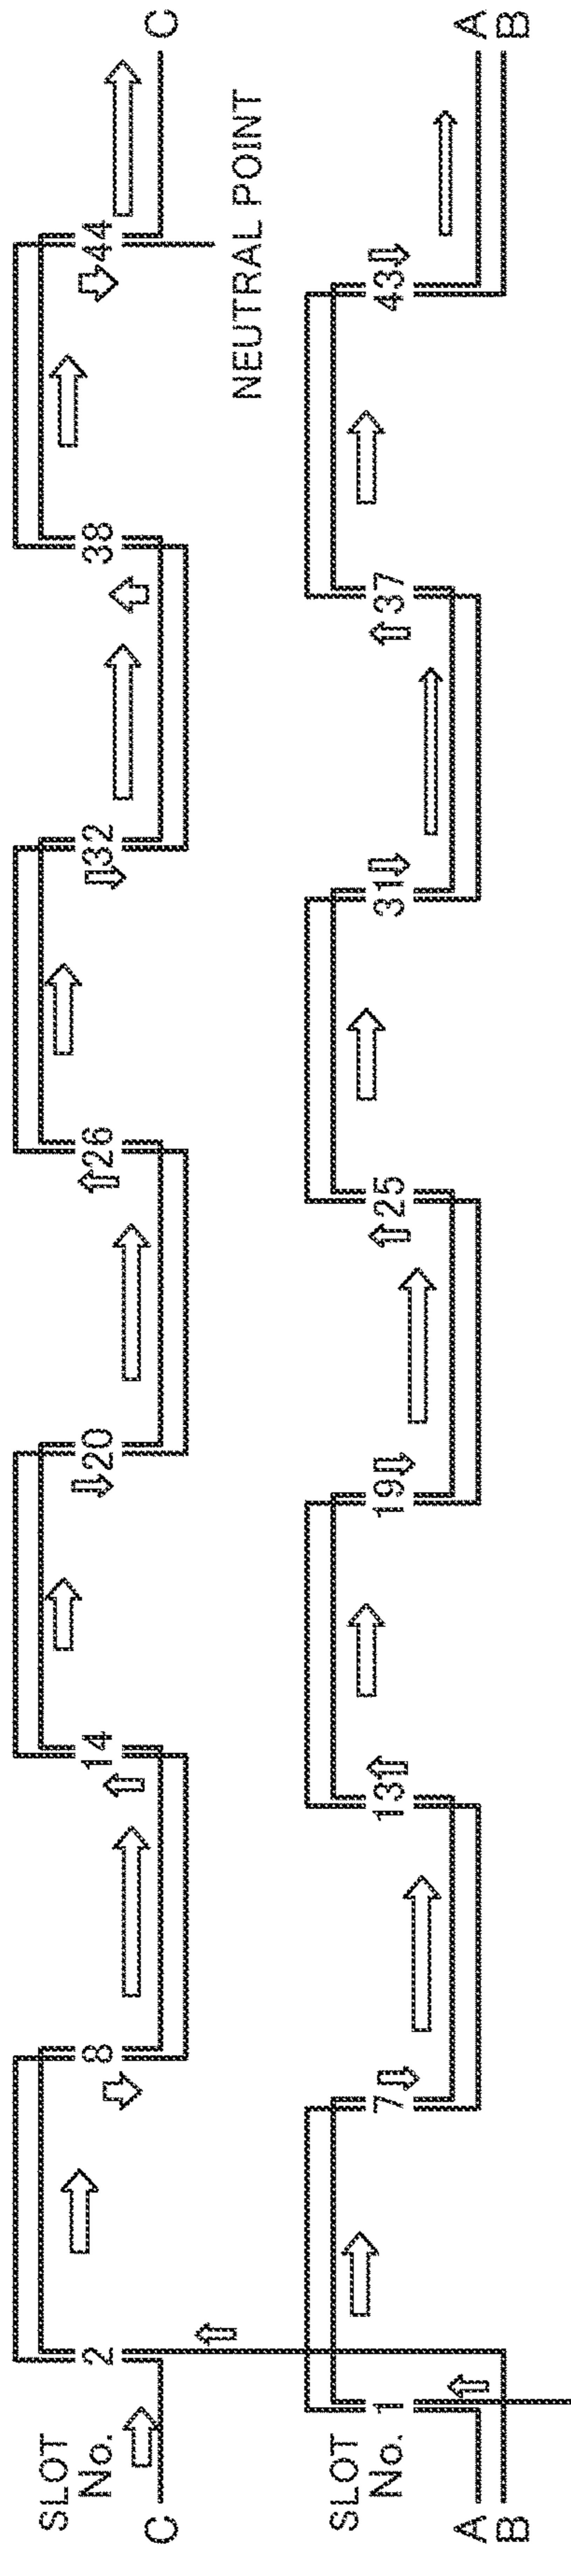 SLOT No. 2 8 14 20 26 32 38 44
C C
NEUTRAL POINT
SLOT No. 1 7 13 19 25 31 37 43
A A
B B